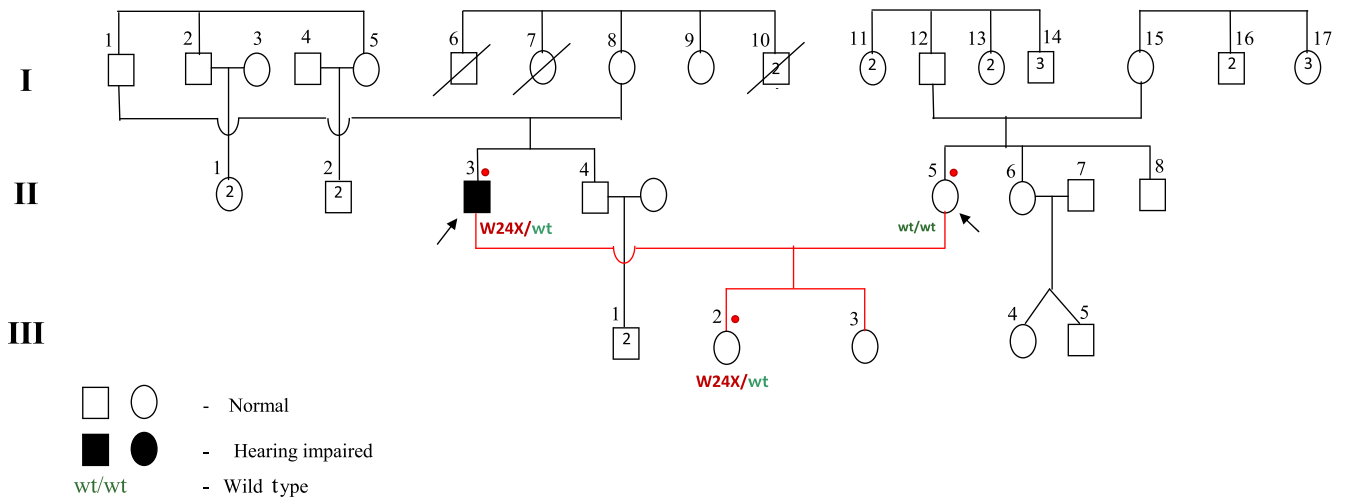 1 2 3 4 5 6 7 8 9 10 11 12 13 14 15 16 17
I 2 2 2 3 2 3
1 2 3 4 5 6 7 8
II 2 2
W24X/wt wt/wt
1 2 3 4 5
III 2
W24X/wt
- Normal
- Hearing impaired
wt/wt - Wild type